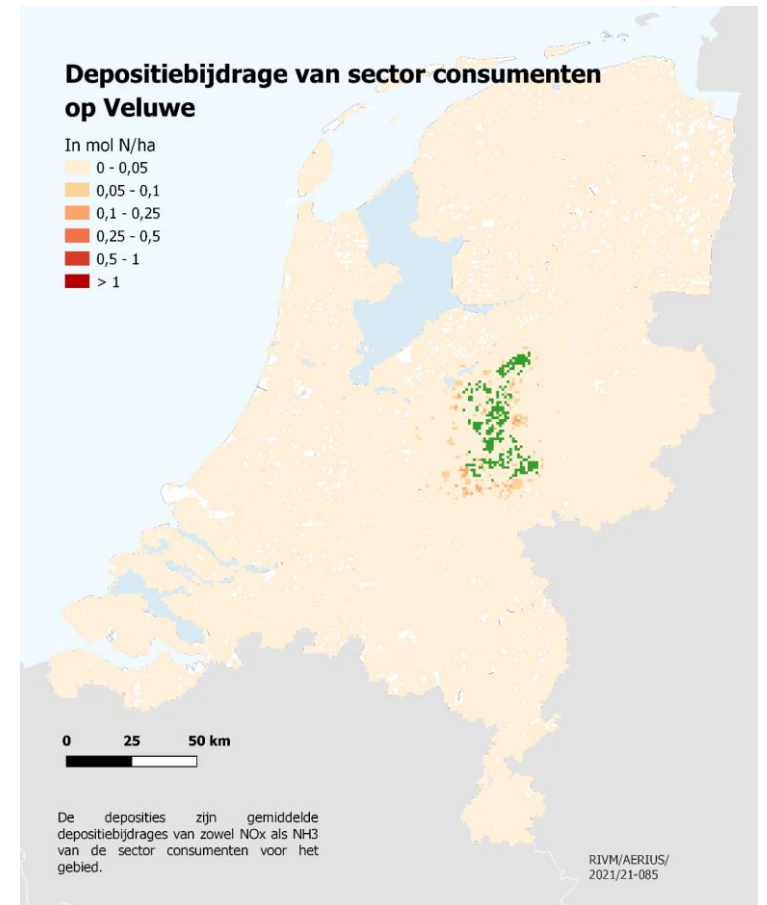 Depositiebijdrage van sector consumenten
op Veluwe
In mol N/ha
0 - 0,05
0,05 - 0,1
0,1 - 0,25
0,25 - 0,5
0,5 - 1
> 1
0 25 50 km
De deposities zijn gemiddelde
depositiebijdrages van zowel NOx als NH3
van de sector consumenten voor het
gebied.
RIVM/AERIUS/
2021/21-085